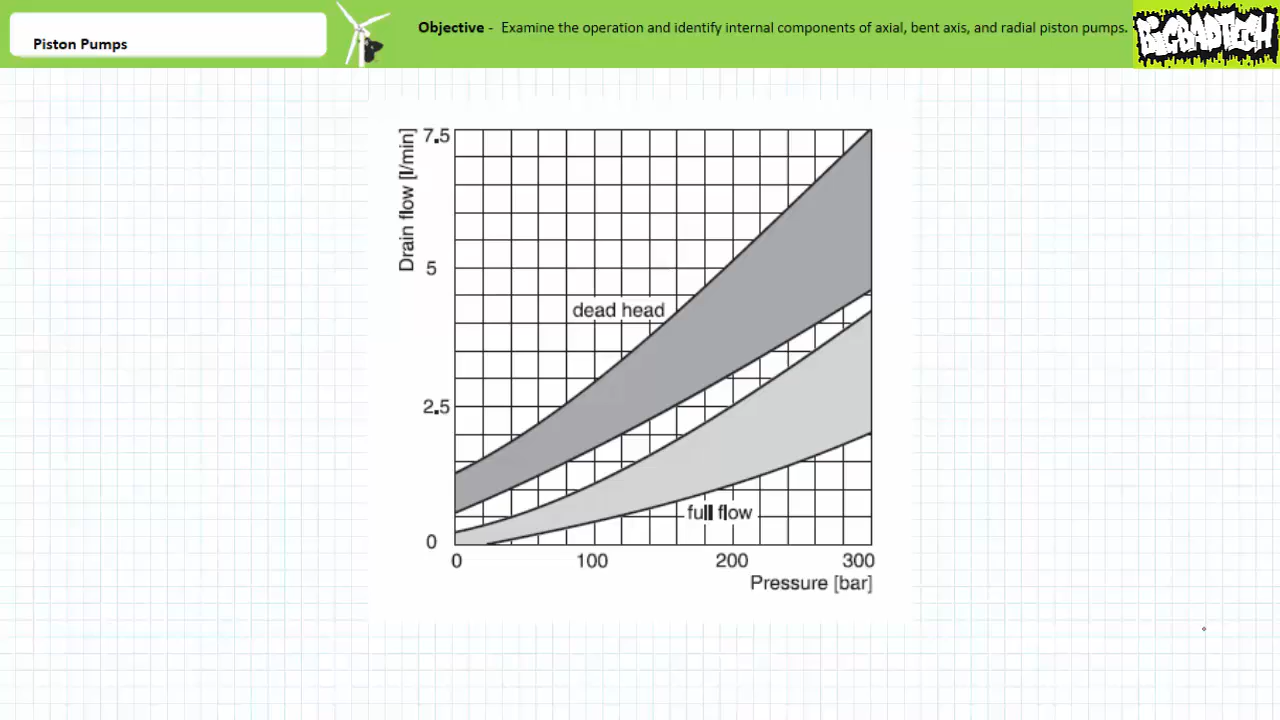 Piston Pumps
Objective - Examine the operation and identify internal components of axial, bent axis, and radial piston pumps.
BIGBADTECH
Drain flow [l/min]
7.5
5
2.5
0
dead head
full flow
0 100 200 300
Pressure [bar]